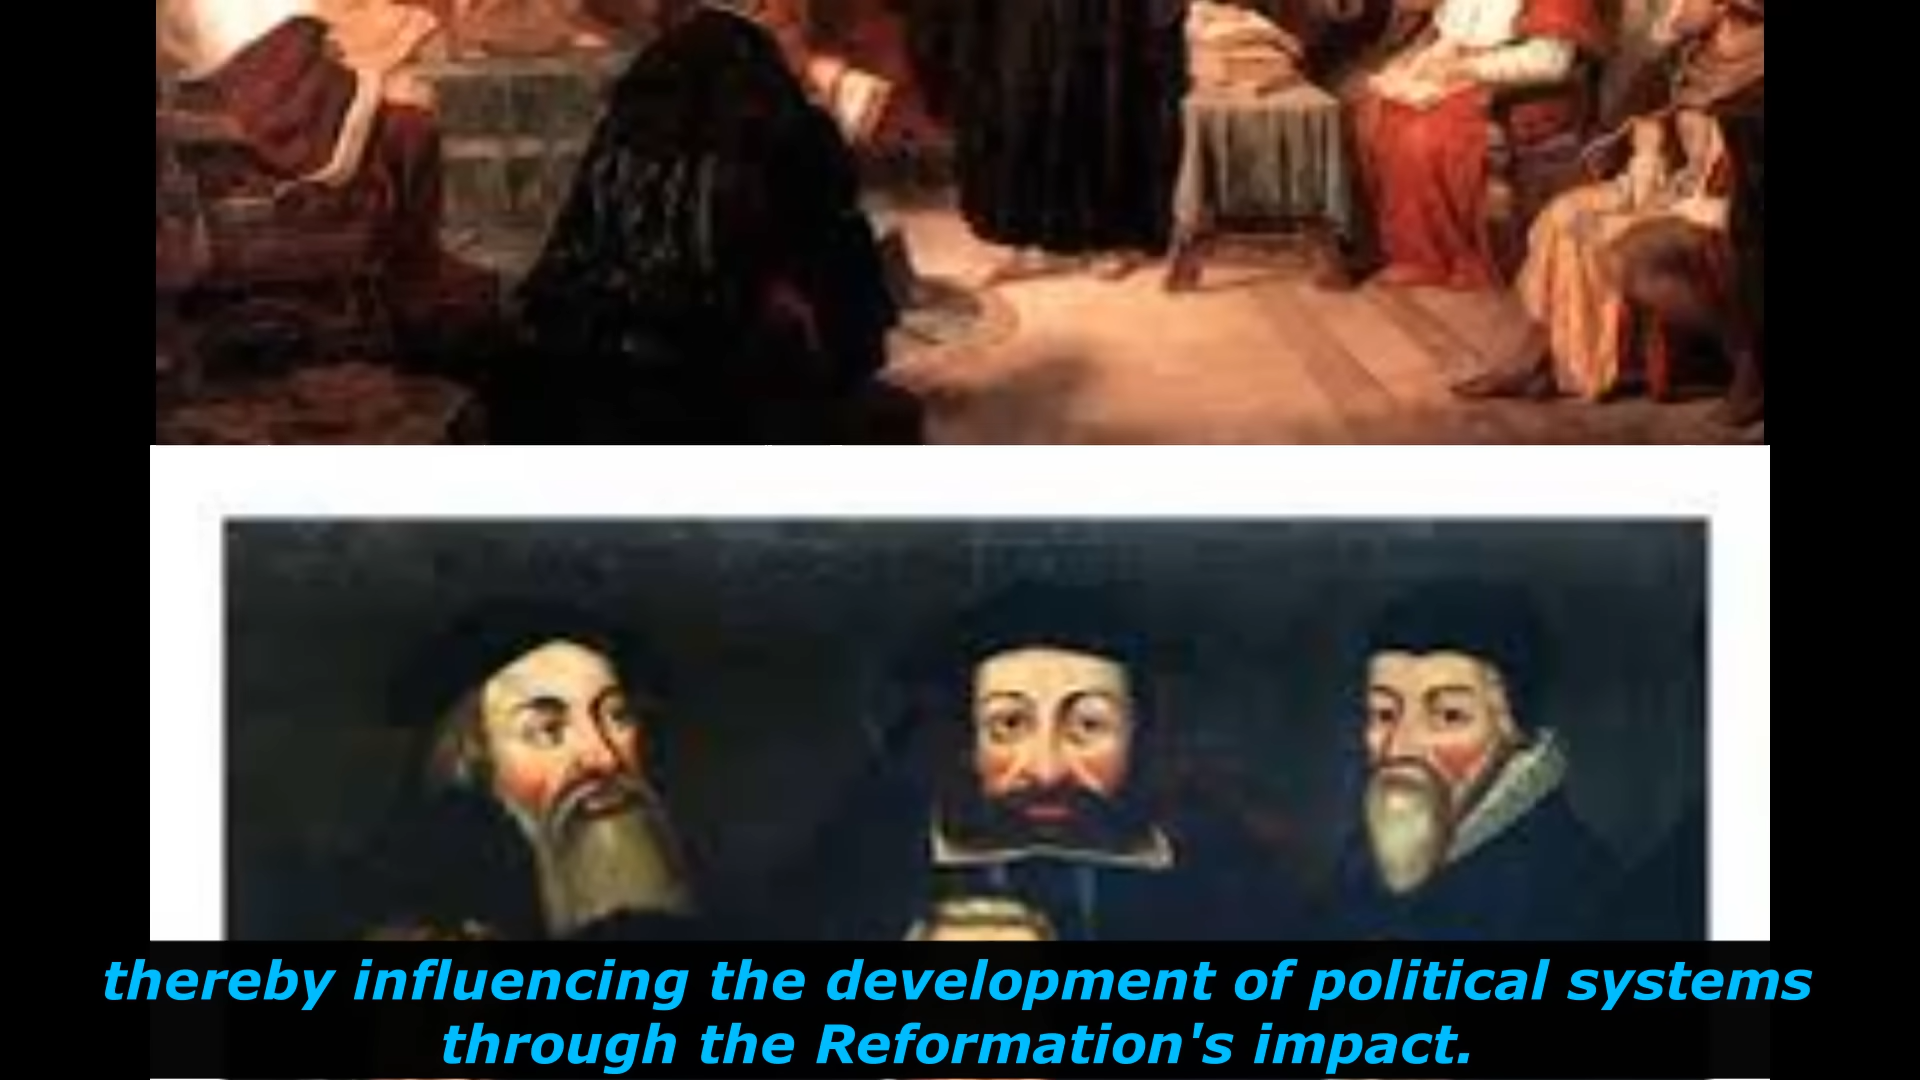 thereby influencing the development of political systems
through the Reformation's impact.